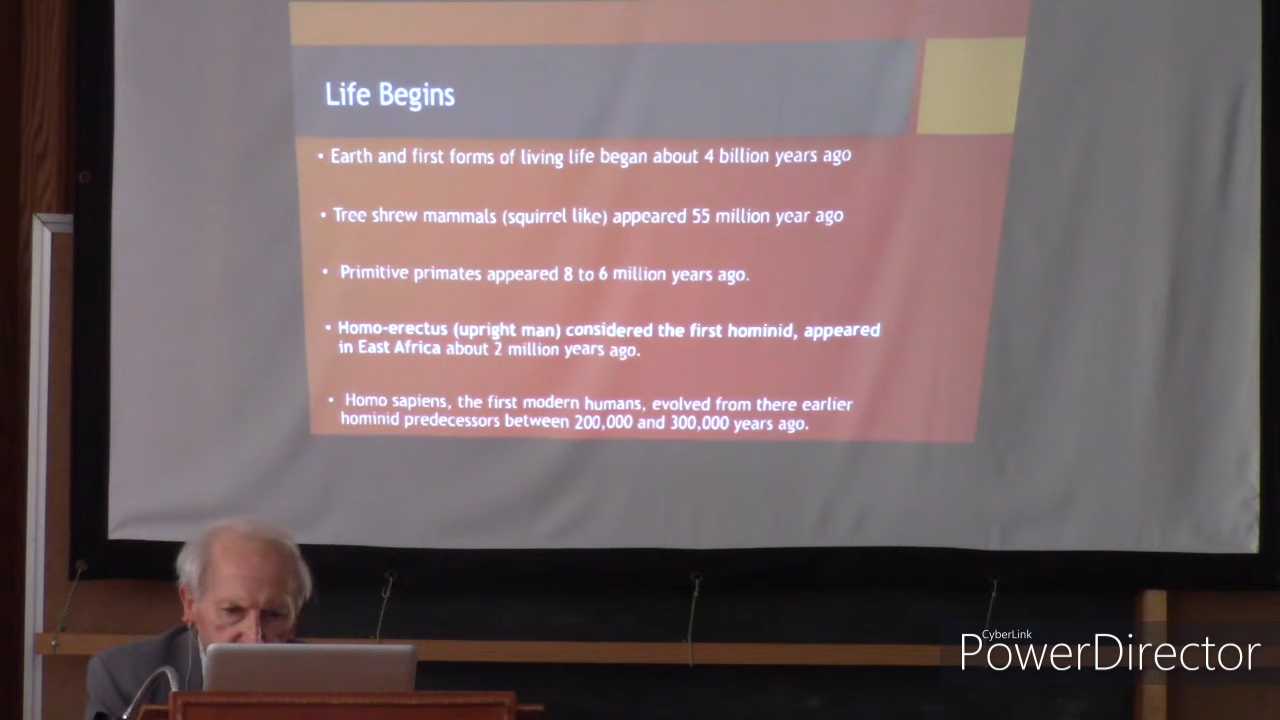 Life Begins
• Earth and first forms of living life began about 4 billion years ago
• Tree shrew mammals (squirrel like) appeared 55 million year ago
• Primitive primates appeared 8 to 6 million years ago.
• Homo-erectus (upright man) considered the first hominid, appeared
in East Africa about 2 million years ago.
• Homo sapiens, the first modern humans, evolved from there earlier
hominid predecessors between 200,000 and 300,000 years ago.
CyberLink
PowerDirector